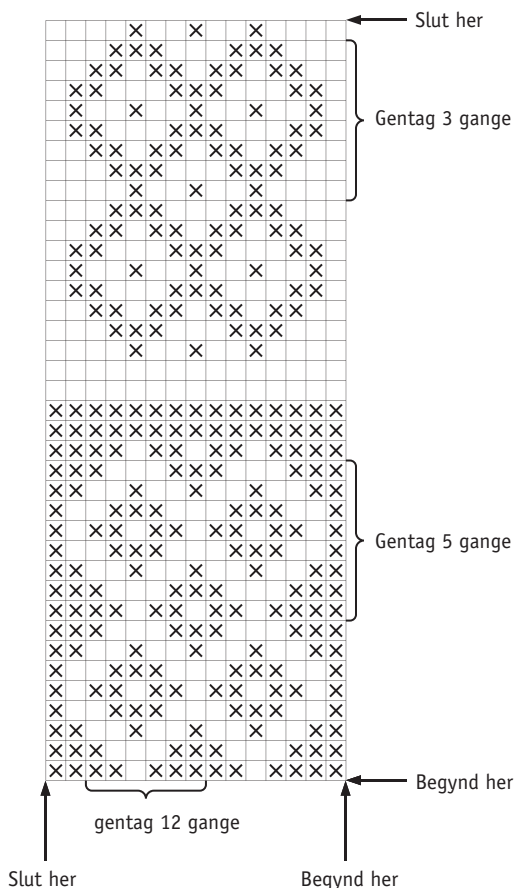 Slut her
Gentag 3 gange
Gentag 5 gange
Begynd her
gentag 12 gange
Slut her
Begynd her